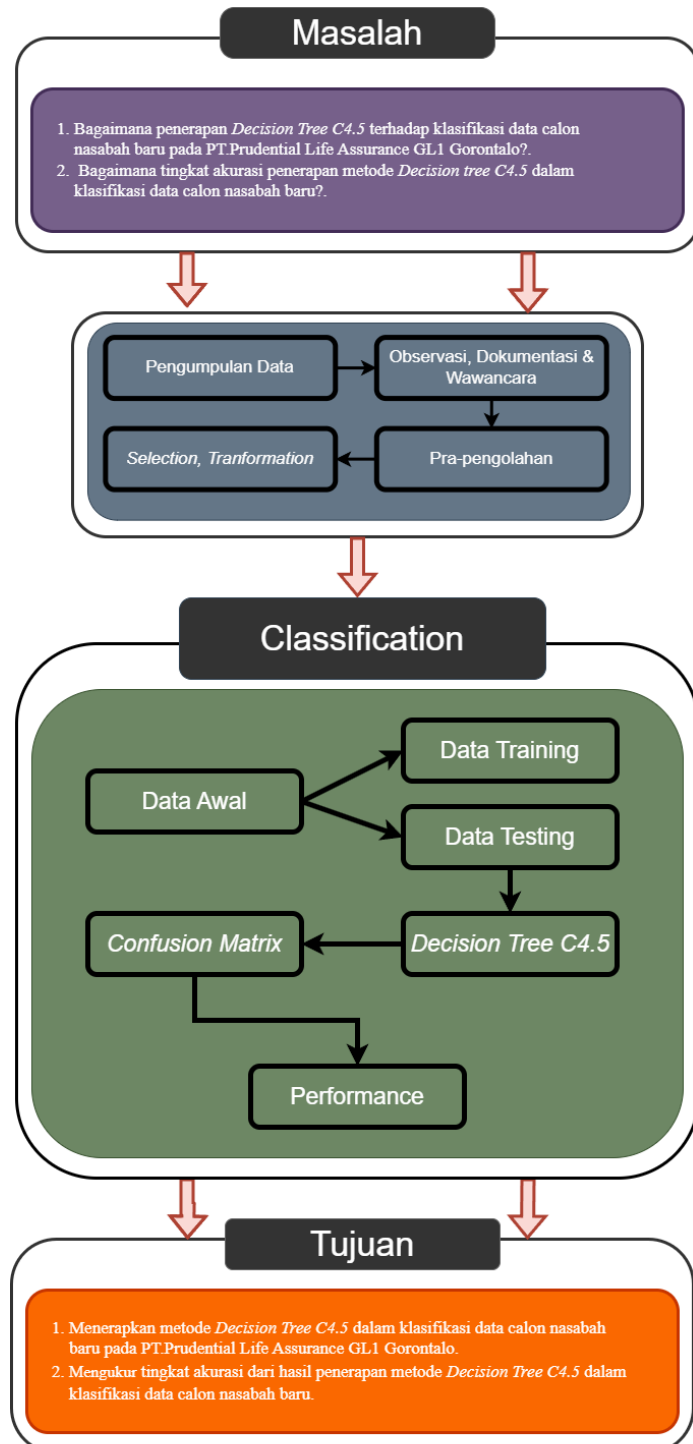 Masalah
1. Bagaimana penerapan Decision Tree C4.5 terhadap klasifikasi data calon
nasabah baru pada PT.Prudential Life Assurance GL1 Gorontalo?.
2. Bagaimana tingkat akurasi penerapan metode Decision tree C4.5 dalam
klasifikasi data calon nasabah baru?.
Pengumpulan Data
Observasi, Dokumentasi &
Wawancara
Selection, Tranformation
Pra-pengolahan
Classification
Data Training
Data Awal
Data Testing
Confusion Matrix
Decision Tree C4.5
Performance
Tujuan
1. Menerapkan metode Decision Tree C4.5 dalam klasifikasi data calon nasabah
baru pada PT.Prudential Life Assurance GL1 Gorontalo.
2. Mengukur tingkat akurasi dari hasil penerapan metode Decision Tree C4.5 dalam
klasifikasi data calon nasabah baru.